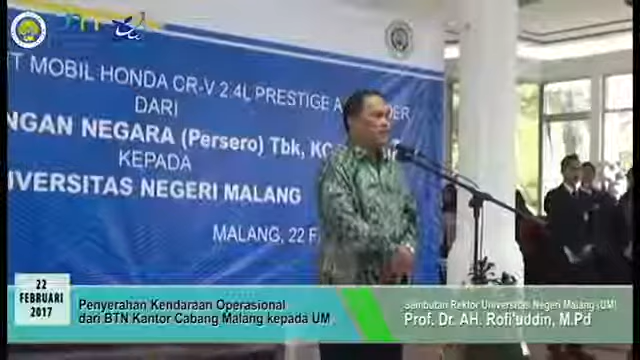 T MOBIL HONDA CR-V 2.4L PRESTIGE A
DARI
NGAN NEGARA (Persero) Tbk, KC
KEPADA
IVERSITAS NEGERI MALANG
MALANG, 22 F
22
FEBRUARI
2017
Penyerahan Kendaraan Operasional
dari BTN Kantor Cabang Malang kepada UM
Sambutan Rektor Universitas Negeri Malang (UM)
Prof. Dr. AH. Rofi'uddin, M.Pd